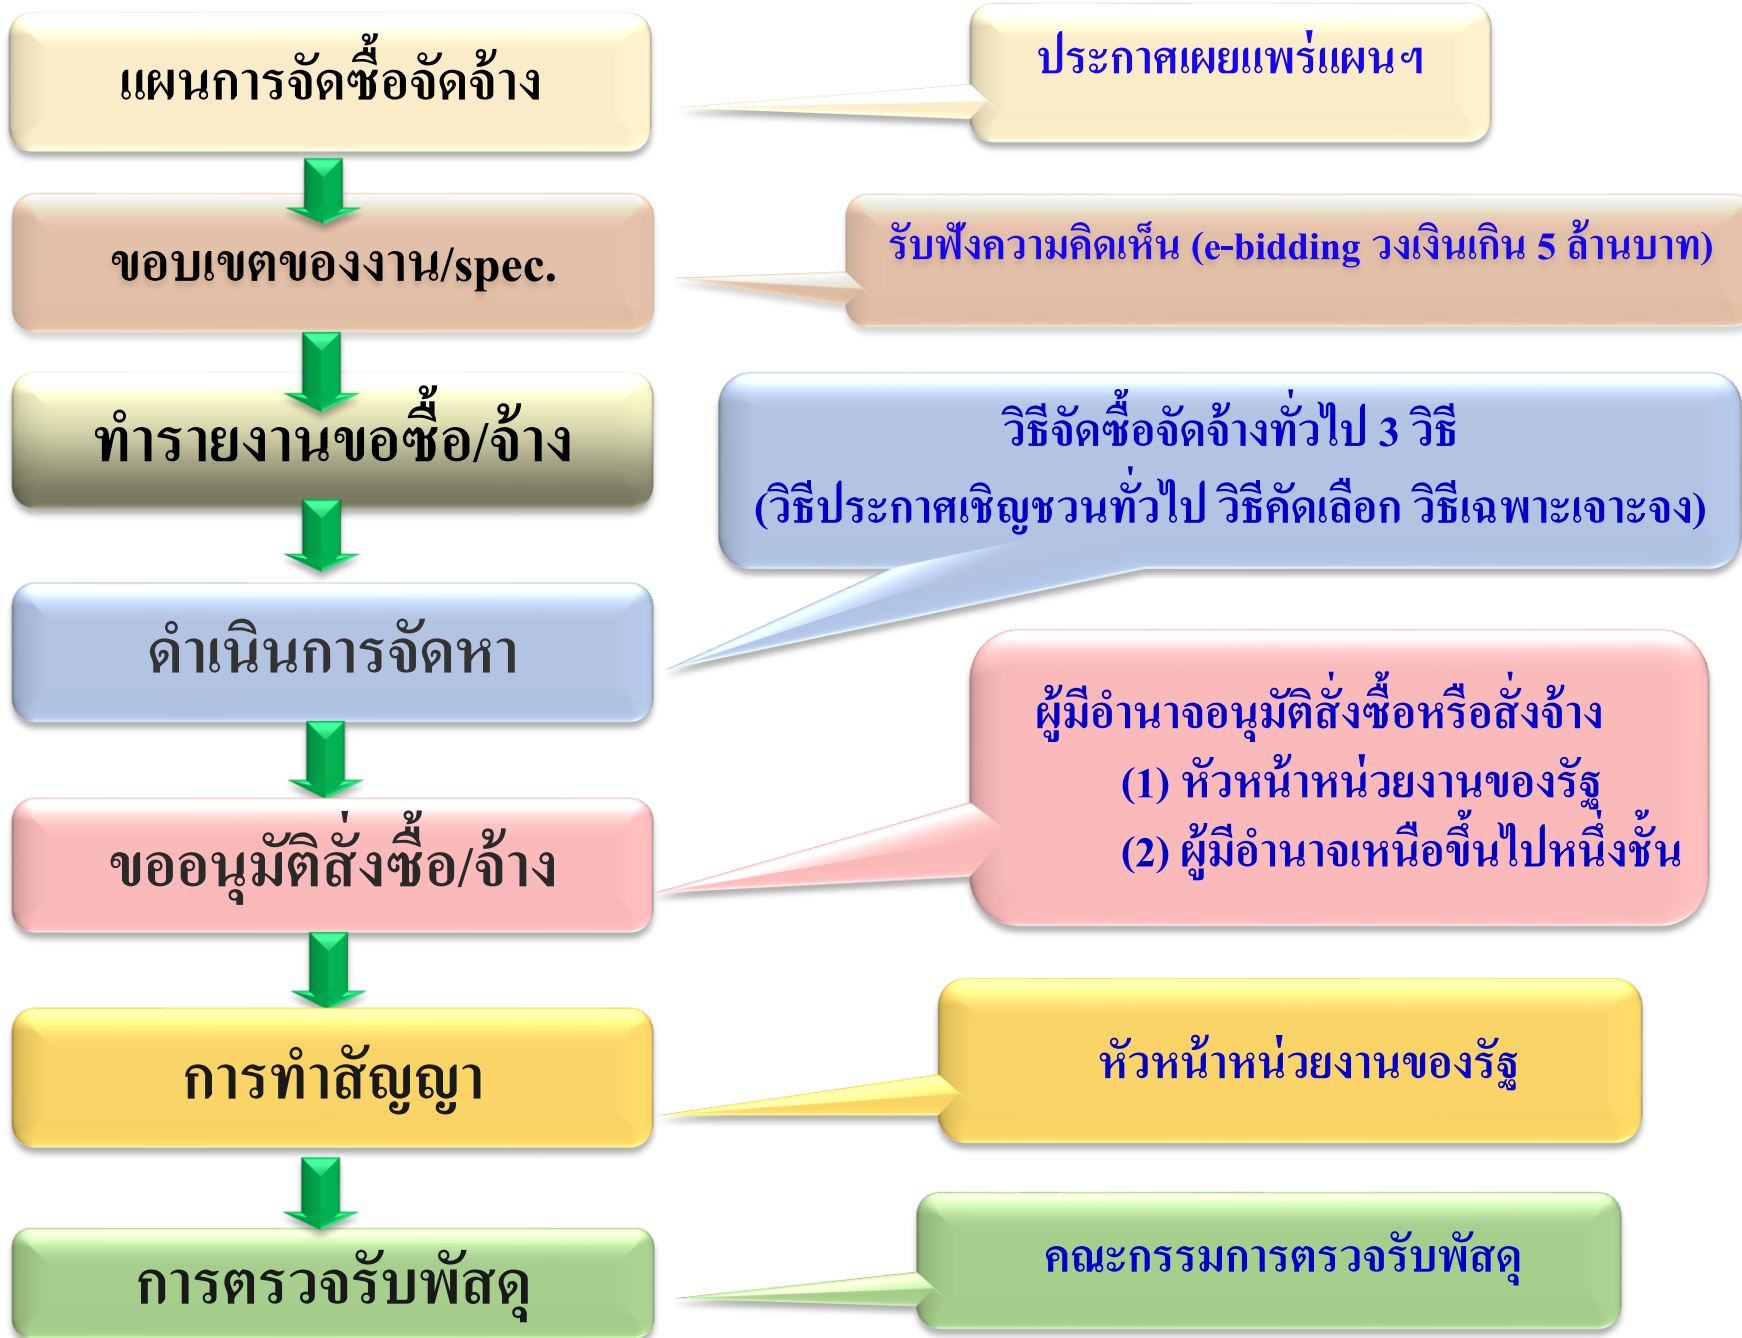 แผนการจัดซื้อจัดจ้าง
ประกาศเผยแพร่แผนฯ
ขอบเขตของงาน/spec.
รับฟังความคิดเห็น (e-bidding วงเงินเกิน 5 ล้านบาท)
ทำรายงานขอซื้อ/จ้าง
วิธีจัดซื้อจัดจ้างทั่วไป 3 วิธี
(วิธีประกาศเชิญชวนทั่วไป วิธีคัดเลือก วิธีเฉพาะเจาะจง)
ดำเนินการจัดหา
ขออนุมัติสั่งซื้อ/จ้าง
ผู้มีอำนาจอนุมัติสั่งซื้อหรือสั่งจ้าง
(1) หัวหน้าหน่วยงานของรัฐ
(2) ผู้มีอำนาจเหนือขึ้นไปหนึ่งชั้น
การทำสัญญา
หัวหน้าหน่วยงานของรัฐ
การตรวจรับพัสดุ
คณะกรรมการตรวจรับพัสดุ